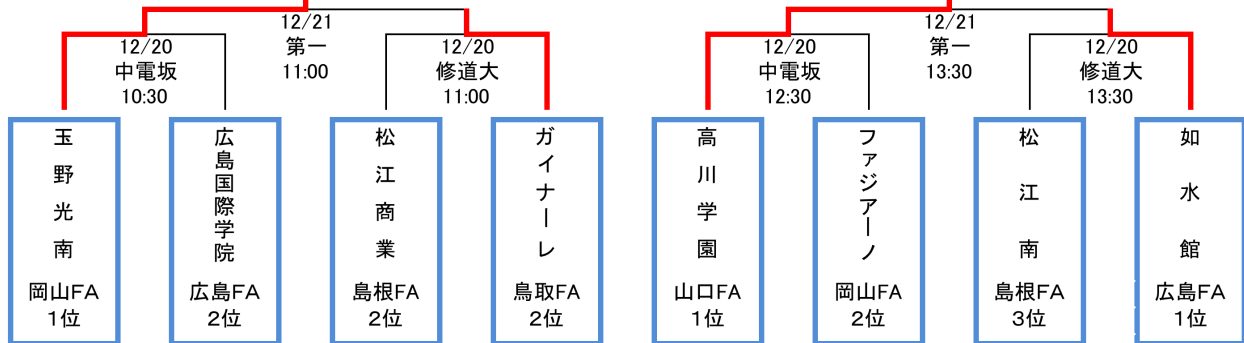 12/21
第一
11:00
12/20
中電坂
10:30
12/20
修道大
11:00
12/21
第一
13:30
12/20
中電坂
12:30
12/20
修道大
13:30
玉野光南
岡山FA
1位
広島国際学院
広島FA
2位
松江商業
島根FA
2位
ガイナーレ
鳥取FA
2位
高川学園
山口FA
1位
ファジアーノ
岡山FA
2位
松江南
島根FA
3位
如水館
広島FA
1位